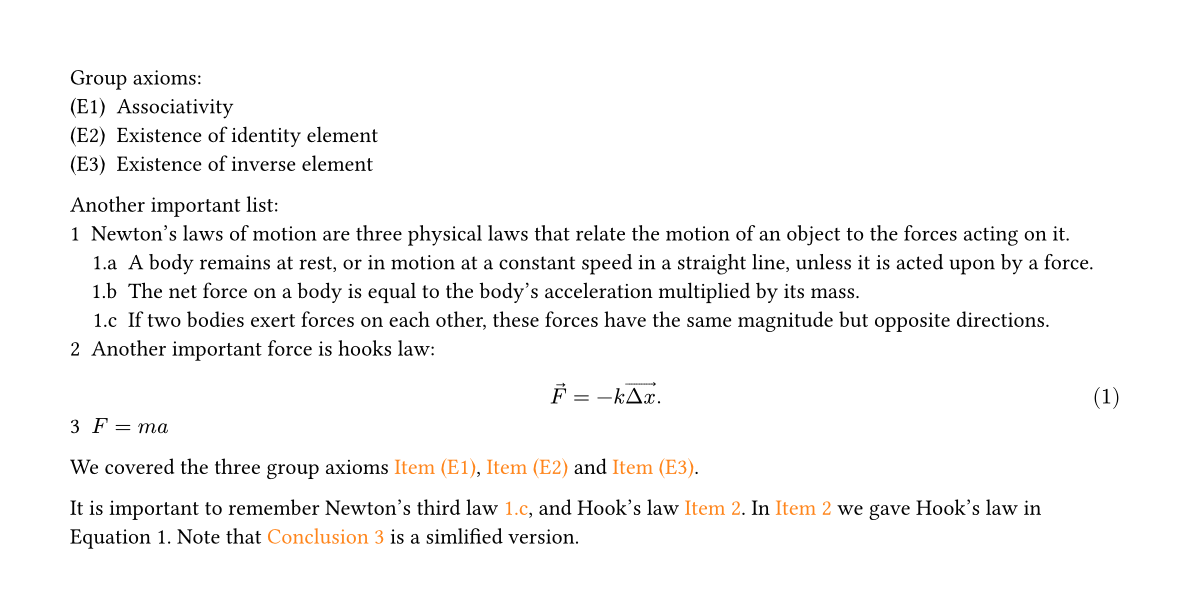 Group axioms:
(E1) Associativity
(E2) Existence of identity element
(E3) Existence of inverse element
Another important list:
1 Newton's laws of motion are three physical laws that relate the motion of an object to the forces acting on it.
1.a A body remains at rest, or in motion at a constant speed in a straight line, unless it is acted upon by a force.
1.b The net force on a body is equal to the body's acceleration multiplied by its mass.
1.c If two bodies exert forces on each other, these forces have the same magnitude but opposite directions.
2 Another important force is hooks law:
F⃗ = −k\overrightarrow{Δx}. (1)
3 F = ma
We covered the three group axioms Item (E1), Item (E2) and Item (E3).
It is important to remember Newton's third law 1.c, and Hook's law Item 2. In Item 2 we gave Hook's law in
Equation 1. Note that Conclusion 3 is a simlified version.